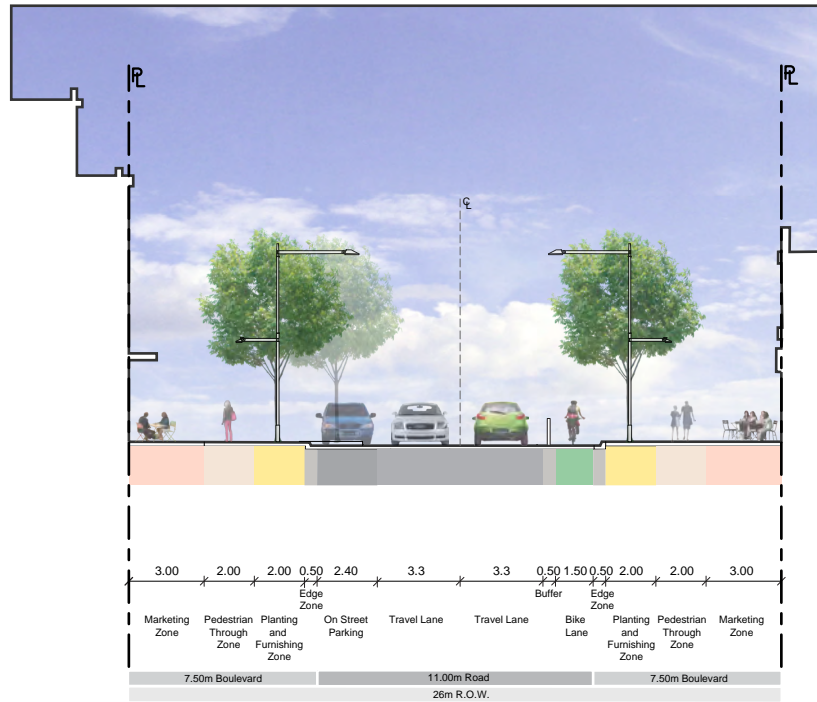 PL
PL
CL
3.00 2.00 2.00 0.50 2.40 3.3 3.3 0.50 1.50 0.50 2.00 2.00 3.00
Marketing
Zone
Pedestrian
Through
Zone
Planting
and
Furnishing
Zone
Edge
Zone
On Street
Parking
Travel Lane
Travel Lane
Buffer
Bike
Lane
Edge
Zone
Planting
and
Furnishing
Zone
Pedestrian
Through
Zone
Marketing
Zone
7.50m Boulevard
11.00m Road
7.50m Boulevard
26m R.O.W.